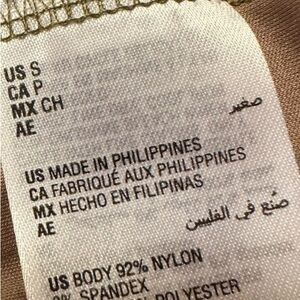 US S
CA P
MX CH
AE صغير
US MADE IN PHILIPPINES
CA FABRIQUÉ AUX PHILIPPINES
MX HECHO EN FILIPINAS
AE صنع في الفلبين
US BODY 92% NYLON
SPANDEX
POLYESTER